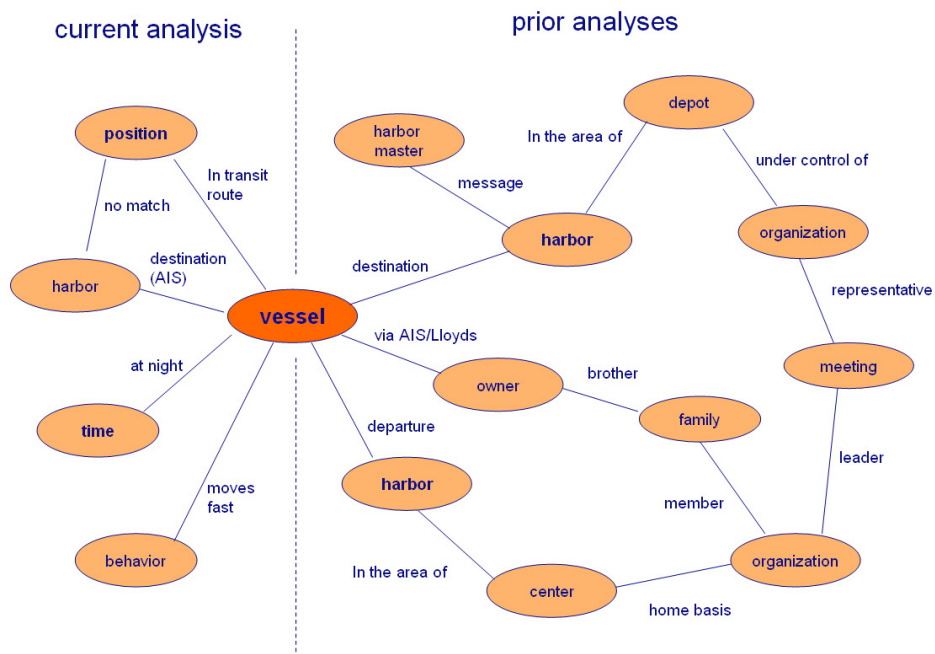 current analysis
prior analyses
depot
position
harbor
master
In the area of
under control of
In transit
route
message
no match
organization
harbor
destination
(AIS)
destination
harbor
representative
vessel
via AIS/Lloyds
at night
brother
meeting
owner
family
time
departure
leader
harbor
moves
fast
member
behavior
In the area of
organization
center
home basis